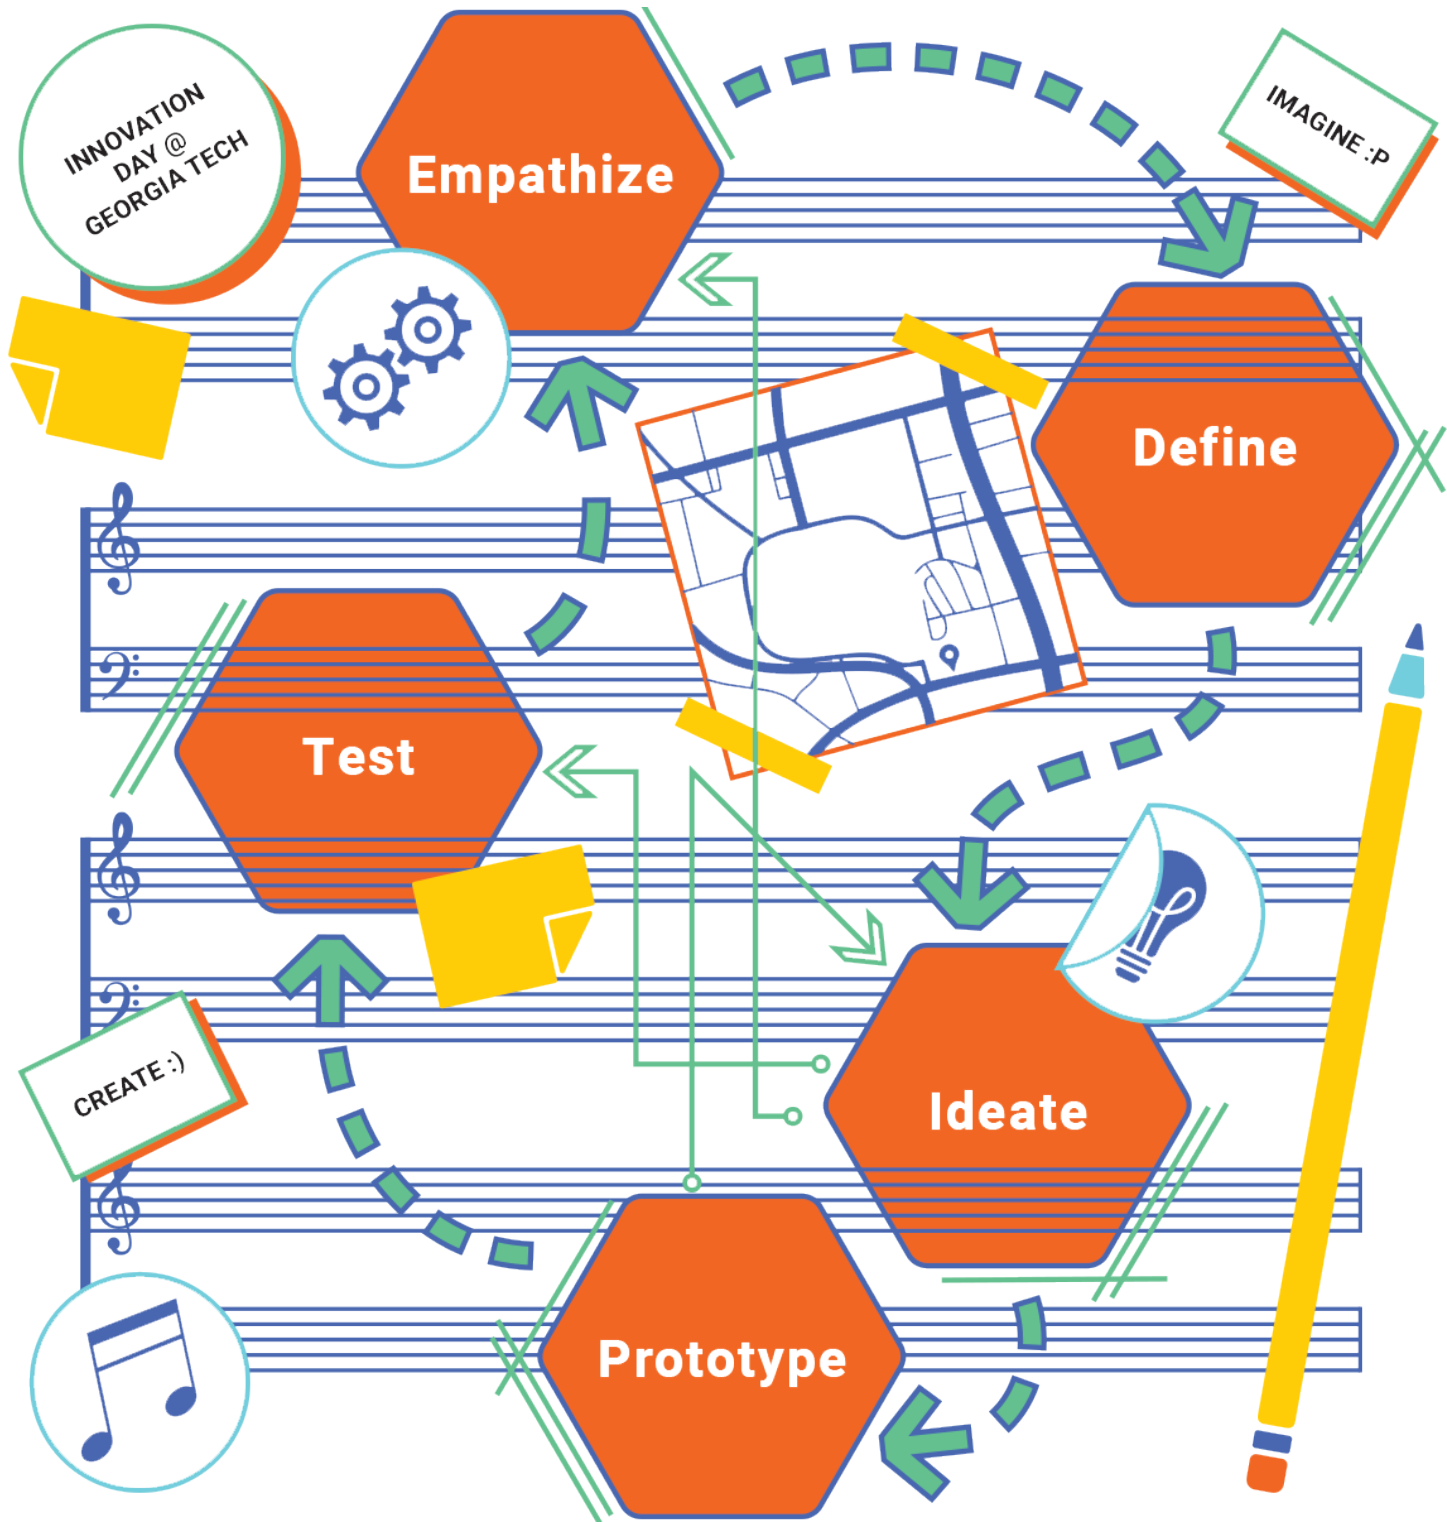 INNOVATION
DAY @
GEORGIA TECH
Empathize
IMAGINE :P
Define
Test
CREATE :)
Ideate
Prototype